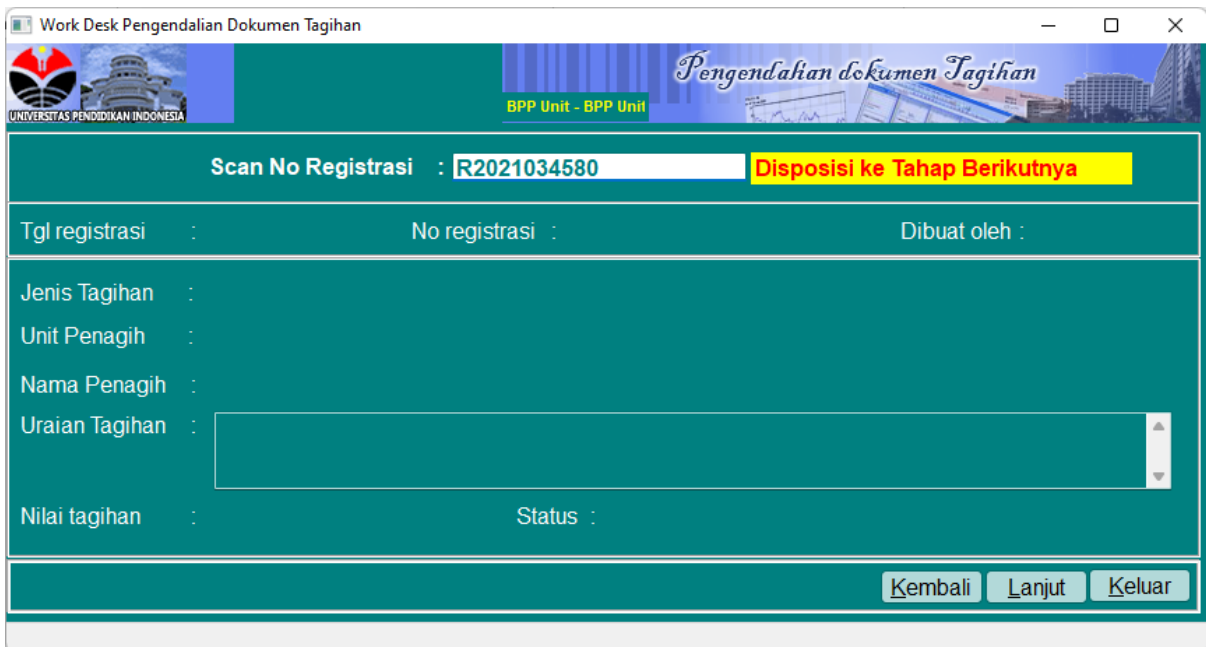 Work Desk Pengendalian Dokumen Tagihan
Pengendalian dokumen Tagihan
BPP Unit - BPP Unit
UNIVERSITAS PENDIDIKAN INDONESIA
Scan No Registrasi : R2021034580 Disposisi ke Tahap Berikutnya
Tgl registrasi : No registrasi : Dibuat oleh :
Jenis Tagihan :
Unit Penagih :
Nama Penagih :
Uraian Tagihan :
Nilai tagihan : Status :
Kembali Lanjut Keluar